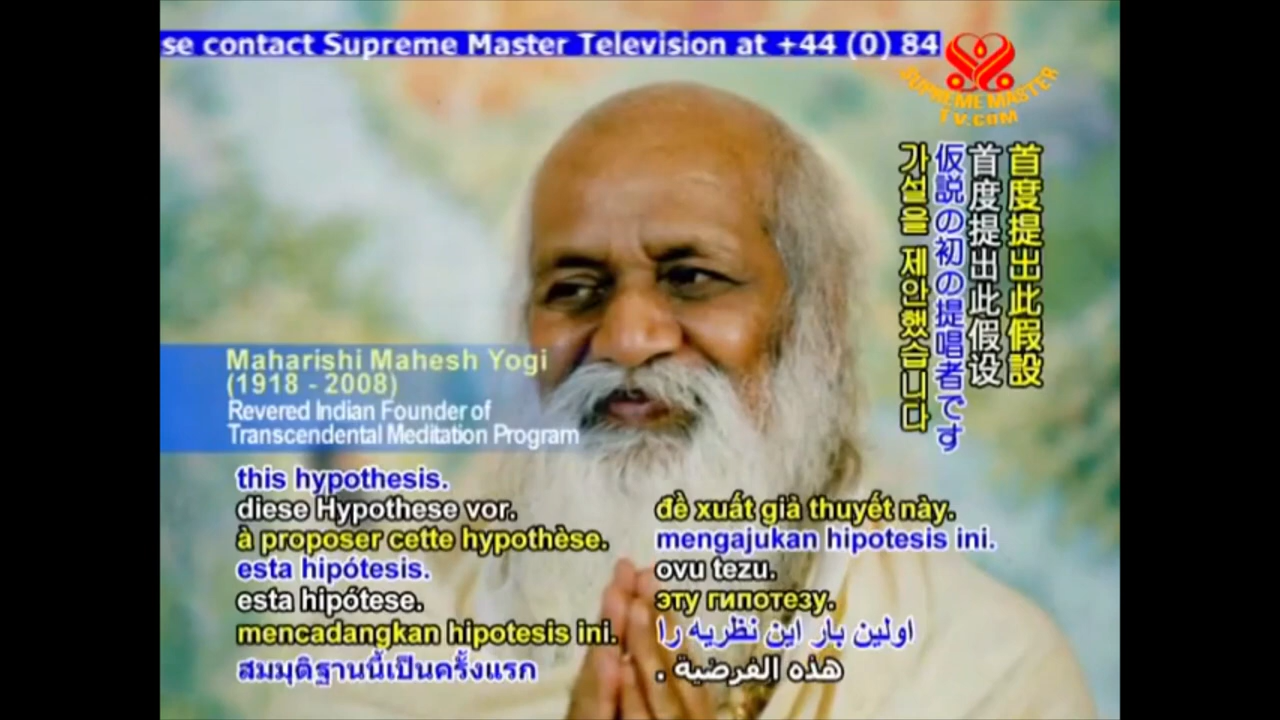 se contact Supreme Master Television at +44 (0) 84
SUPREME MASTER
TV.COM
首度提出此假設
首度提出此假设
仮説の初の提唱者です
가설을 제안했습니다
Maharishi Mahesh Yogi
(1918 - 2008)
Revered Indian Founder of
Transcendental Meditation Program
this hypothesis.
diese Hypothese vor.
à proposer cette hypothèse.
esta hipótesis.
esta hipótese.
mencadangkan hipotesis ini.
สมมุติฐานนี้เป็นครั้งแรก
đề xuất giả thuyết này.
mengajukan hipotesis ini.
ovu tezu.
эту гипотезу.
اولین بار این نظریه را
هذه الفرضية .